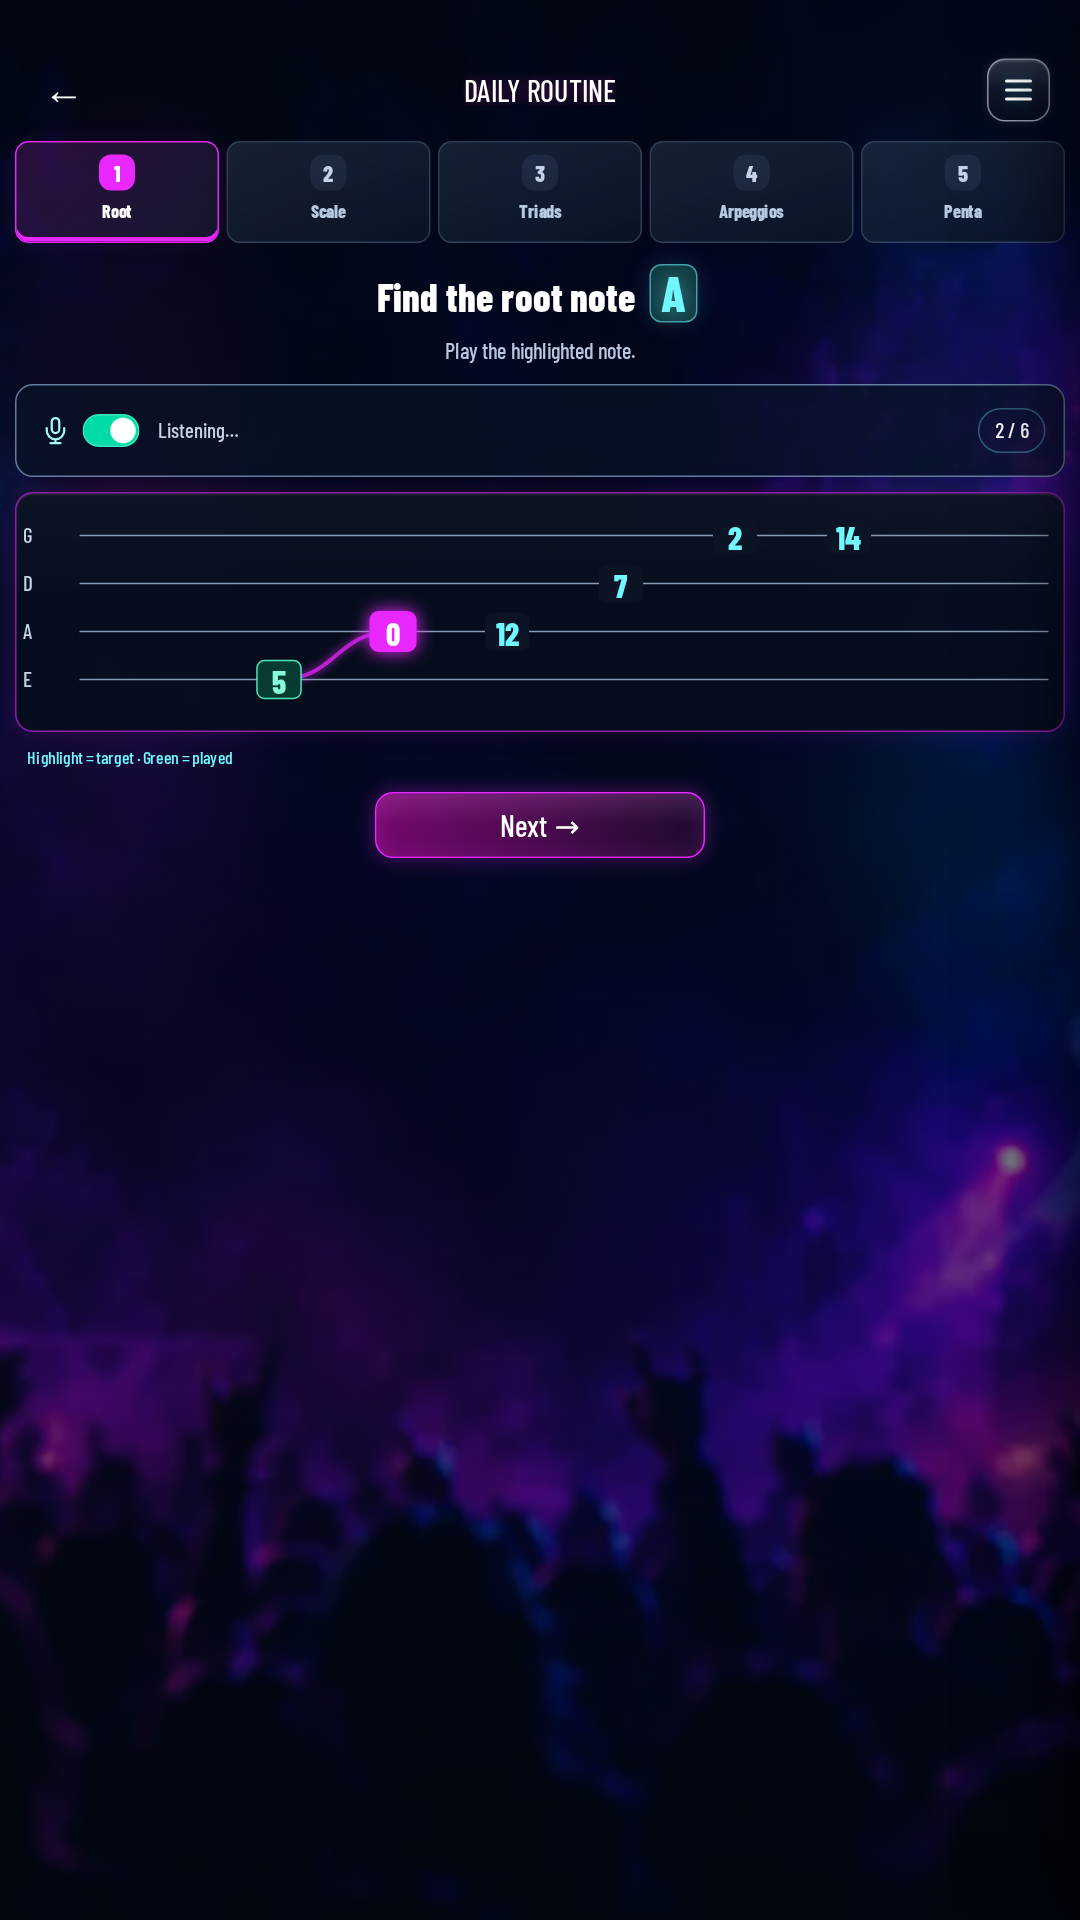 ←
DAILY ROUTINE
1
Root
2
Scale
3
Triads
4
Arpeggios
5
Penta
Find the root note A
Play the highlighted note.
Listening...
2 / 6
G 2 14
D 7
A 0 12
E 5
Highlight = target · Green = played
Next →